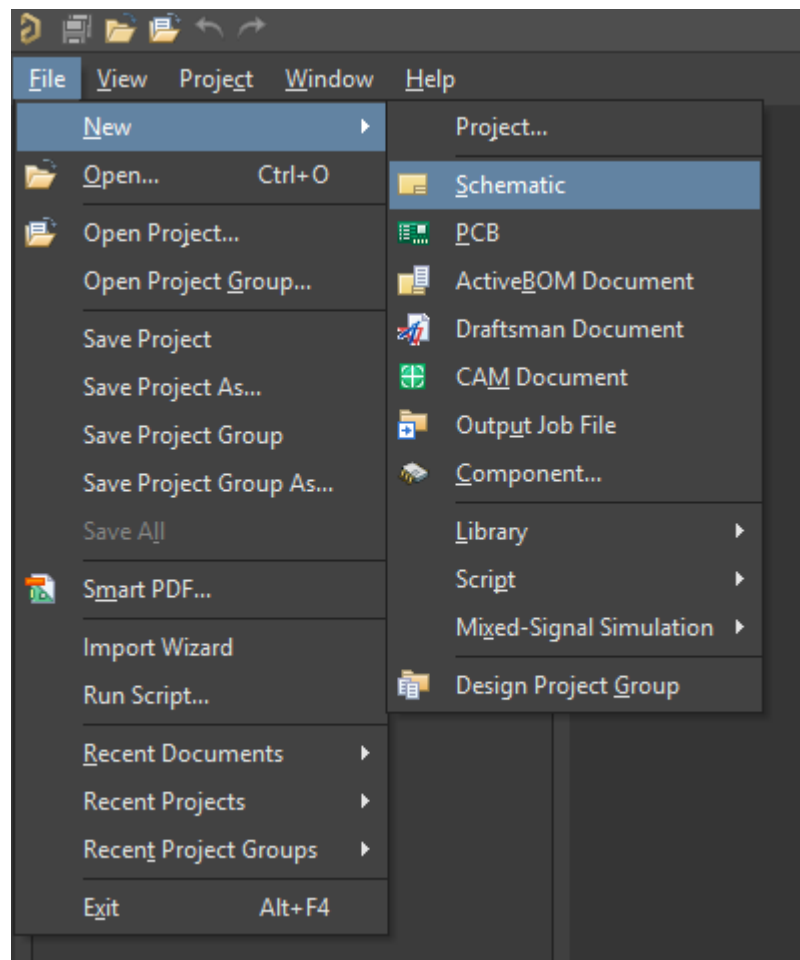 File View Project Window Help
New
Open... Ctrl+O
Open Project...
Open Project Group...
Save Project
Save Project As...
Save Project Group
Save Project Group As...
Save All
Smart PDF...
Import Wizard
Run Script...
Recent Documents
Recent Projects
Recent Project Groups
Exit Alt+F4
Project...
Schematic
PCB
ActiveBOM Document
Draftsman Document
CAM Document
Output Job File
Component...
Library
Script
Mixed-Signal Simulation
Design Project Group